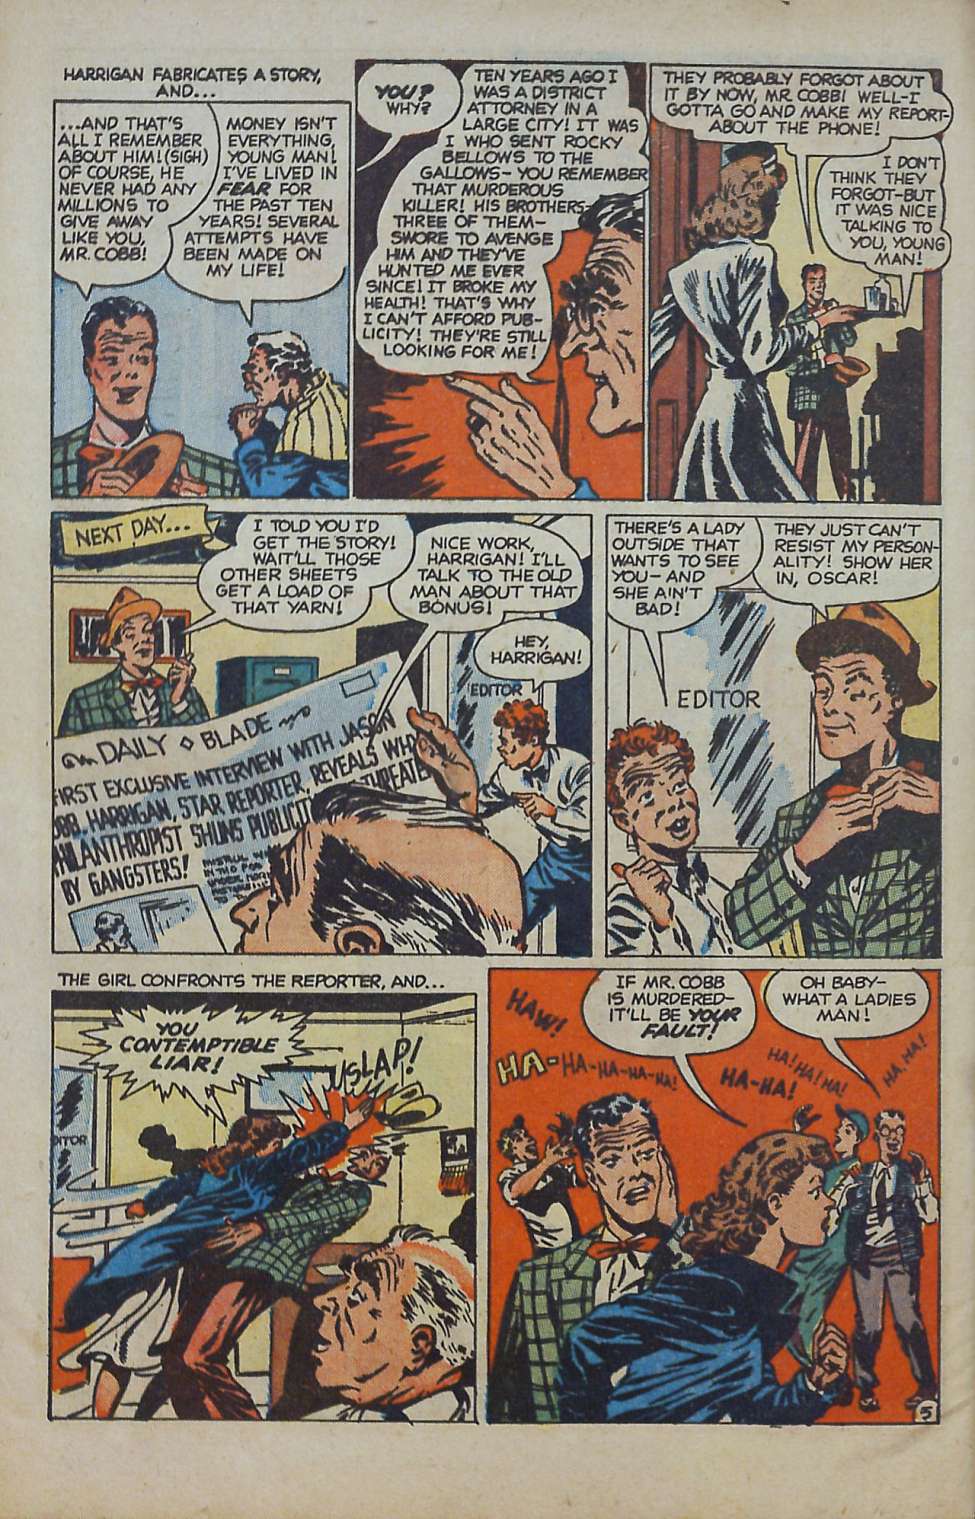 HARRIGAN FABRICATES A STORY,
AND...
...AND THAT'S
ALL I REMEMBER
ABOUT HIM! (SIGH)
OF COURSE, HE
NEVER HAD ANY
MILLIONS TO
GIVE AWAY
LIKE YOU,
MR. COBB!
MONEY ISN'T
EVERYTHING,
YOUNG MAN!
I'VE LIVED IN
FEAR FOR
THE PAST TEN
YEARS! SEVERAL
ATTEMPTS HAVE
BEEN MADE ON
MY LIFE!
YOU?
WHY?
TEN YEARS AGO I
WAS A DISTRICT
ATTORNEY IN A
LARGE CITY! IT WAS
I WHO SENT ROCKY
BELLOWS TO THE
GALLOWS- YOU REMEMBER
THAT MURDEROUS
KILLER! HIS BROTHERS-
THREE OF THEM-
SWORE TO AVENGE
HIM AND THEY'VE
HUNTED ME EVER
SINCE! IT BROKE MY
HEALTH! THAT'S WHY
I CAN'T AFFORD PUB-
LICITY! THEY'RE STILL
LOOKING FOR ME!
THEY PROBABLY FORGOT ABOUT
IT BY NOW, MR. COBB! WELL-I
GOTTA GO AND MAKE MY REPORT-
ABOUT THE PHONE!
I DON'T
THINK THEY
FORGOT-BUT
IT WAS NICE
TALKING TO
YOU, YOUNG
MAN!
NEXT DAY...
I TOLD YOU I'D
GET THE STORY!
WAIT'LL THOSE
OTHER SHEETS
GET A LOAD OF
THAT YARN!
NICE WORK,
HARRIGAN! I'LL
TALK TO THE OLD
MAN ABOUT THAT
BONUS!
HEY,
HARRIGAN!
EDITOR
DAILY BLADE
FIRST EXCLUSIVE INTERVIEW WITH JASON
COBB. HARRIGAN, STAR REPORTER, REVEALS WHY
PHILANTHROPIST SHUNS PUBLICIT THREATE
BY GANGSTERS!
THERE'S A LADY
OUTSIDE THAT
WANTS TO SEE
YOU- AND
SHE AIN'T
BAD!
THEY JUST CAN'T
RESIST MY PERSON-
ALITY! SHOW HER
IN, OSCAR!
EDITOR
THE GIRL CONFRONTS THE REPORTER, AND...
YOU
CONTEMPTIBLE
LIAR!
SLAP!
DITOR
HAW!
HA-HA-HA-HA-HA!
IF MR. COBB
IS MURDERED-
IT'LL BE YOUR
FAULT!
HA-HA!
HA! HA! HA!
OH BABY-
WHAT A LADIES
MAN!
HA, HA!
5